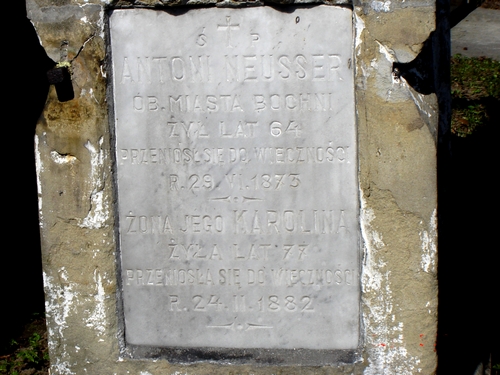 Ś P
ANTONI NEUSSER
OB. MIASTA BOCHNI
ŻYŁ LAT 64
PRZENIOSŁ SIĘ DO WIECZNOŚCI
R. 29. VI. 1873
ŻONA JEGO KAROLINA
ŻYŁA LAT 77
PRZENIOSŁA SIĘ DO WIECZNOŚCI
R. 24. II. 1882